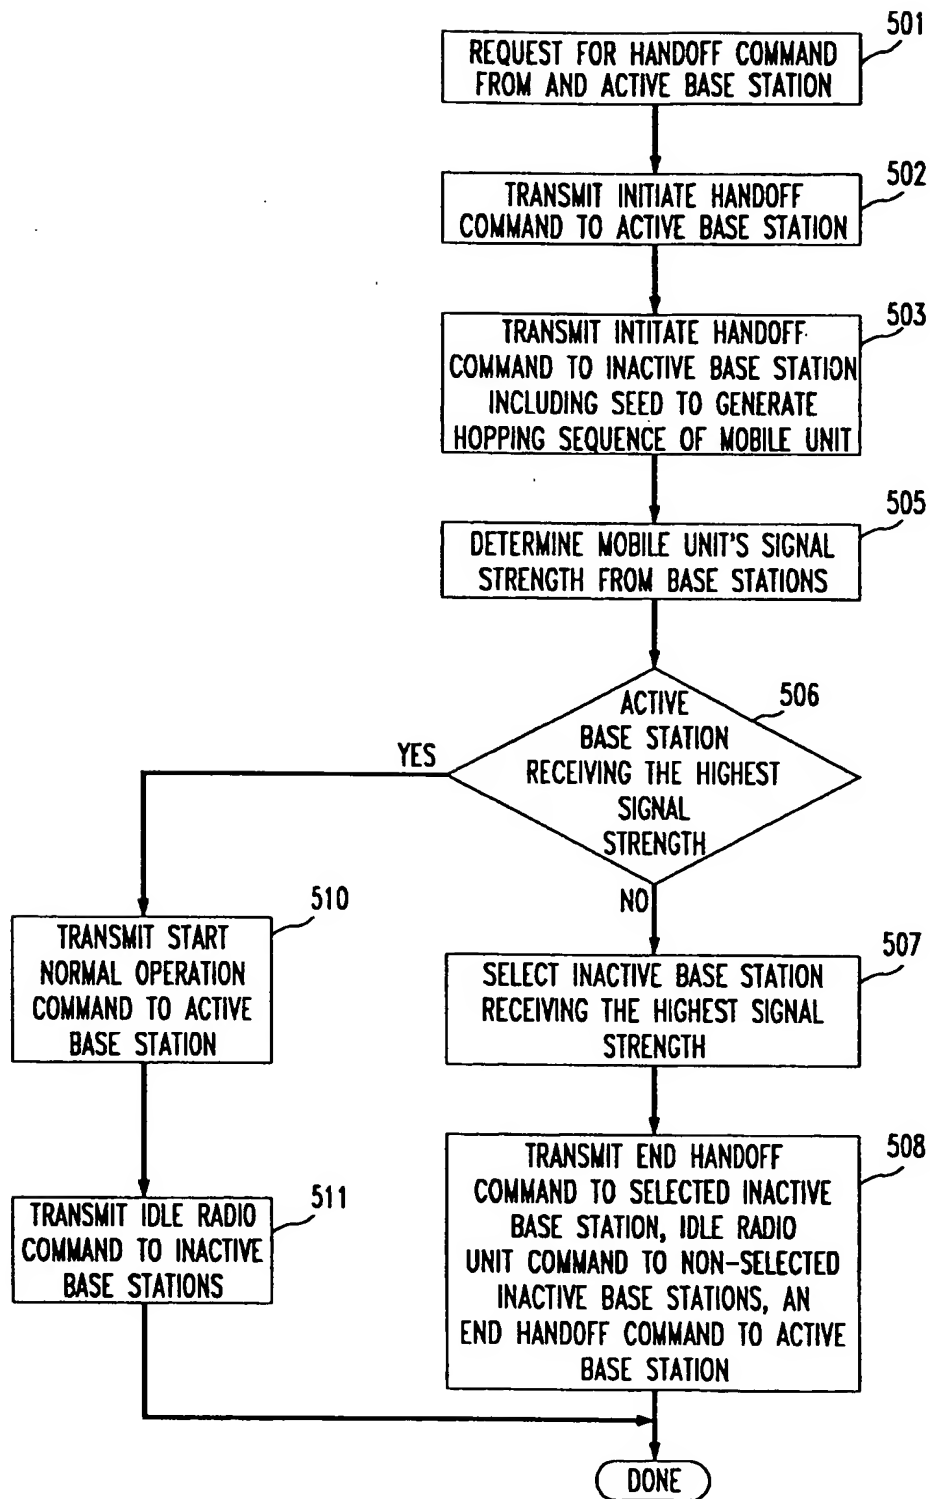 501
REQUEST FOR HANDOFF COMMAND
FROM AND ACTIVE BASE STATION
502
TRANSMIT INITIATE HANDOFF
COMMAND TO ACTIVE BASE STATION
503
TRANSMIT INTITATE HANDOFF
COMMAND TO INACTIVE BASE STATION
INCLUDING SEED TO GENERATE
HOPPING SEQUENCE OF MOBILE UNIT
505
DETERMINE MOBILE UNIT'S SIGNAL
STRENGTH FROM BASE STATIONS
506
ACTIVE
BASE STATION
RECEIVING THE HIGHEST
SIGNAL
STRENGTH
YES
NO
510
TRANSMIT START
NORMAL OPERATION
COMMAND TO ACTIVE
BASE STATION
507
SELECT INACTIVE BASE STATION
RECEIVING THE HIGHEST SIGNAL
STRENGTH
511
TRANSMIT IDLE RADIO
COMMAND TO INACTIVE
BASE STATIONS
508
TRANSMIT END HANDOFF
COMMAND TO SELECTED INACTIVE
BASE STATION, IDLE RADIO
UNIT COMMAND TO NON-SELECTED
INACTIVE BASE STATIONS, AN
END HANDOFF COMMAND TO ACTIVE
BASE STATION
DONE